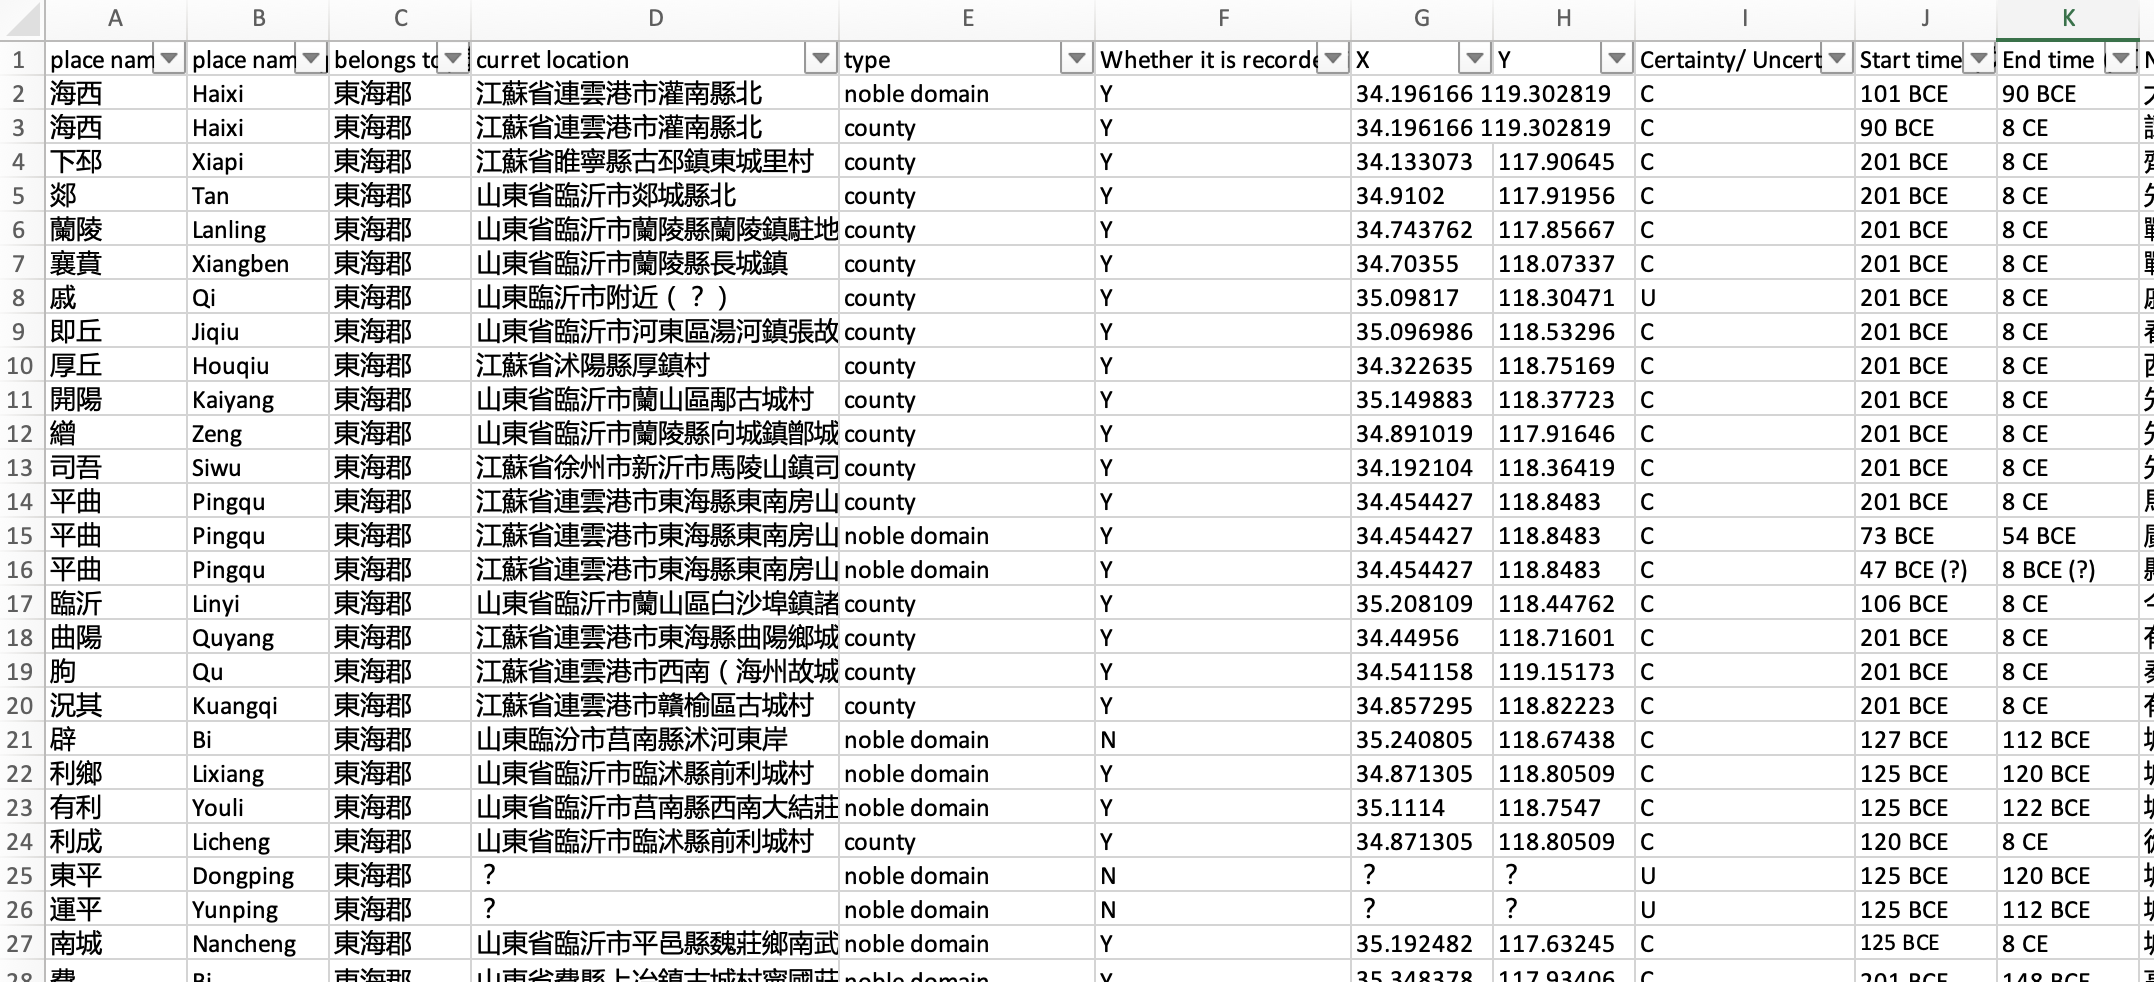 A B C D E F G H I J K
1 place nam place nam belongs to curret location type Whether it is recorde X Y Certainty/ Uncert Start time End time
2 海西 Haixi 東海郡 江蘇省連雲港市灌南縣北 noble domain Y 34.196166 119.302819 C 101 BCE 90 BCE
3 海西 Haixi 東海郡 江蘇省連雲港市灌南縣北 county Y 34.196166 119.302819 C 90 BCE 8 CE
4 下邳 Xiapi 東海郡 江蘇省睢寧縣古邳鎮東城里村 county Y 34.133073 117.90645 C 201 BCE 8 CE
5 郯 Tan 東海郡 山東省臨沂市郯城縣北 county Y 34.9102 117.91956 C 201 BCE 8 CE
6 蘭陵 Lanling 東海郡 山東省臨沂市蘭陵縣蘭陵鎮駐地 county Y 34.743762 117.85667 C 201 BCE 8 CE
7 襄賁 Xiangben 東海郡 山東省臨沂市蘭陵縣長城鎮 county Y 34.70355 118.07337 C 201 BCE 8 CE
8 戚 Qi 東海郡 山東臨沂市附近（？） county Y 35.09817 118.30471 U 201 BCE 8 CE
9 即丘 Jiqiu 東海郡 山東省臨沂市河東區湯河鎮張故 county Y 35.096986 118.53296 C 201 BCE 8 CE
10 厚丘 Houqiu 東海郡 江蘇省沭陽縣厚鎮村 county Y 34.322635 118.75169 C 201 BCE 8 CE
11 開陽 Kaiyang 東海郡 山東省臨沂市蘭山區鄅古城村 county Y 35.149883 118.37723 C 201 BCE 8 CE
12 繒 Zeng 東海郡 山東省臨沂市蘭陵縣向城鎮鄫城 county Y 34.891019 117.91646 C 201 BCE 8 CE
13 司吾 Siwu 東海郡 江蘇省徐州市新沂市馬陵山鎮司 county Y 34.192104 118.36419 C 201 BCE 8 CE
14 平曲 Pingqu 東海郡 江蘇省連雲港市東海縣東南房山 county Y 34.454427 118.8483 C 201 BCE 8 CE
15 平曲 Pingqu 東海郡 江蘇省連雲港市東海縣東南房山 noble domain Y 34.454427 118.8483 C 73 BCE 54 BCE
16 平曲 Pingqu 東海郡 江蘇省連雲港市東海縣東南房山 noble domain Y 34.454427 118.8483 C 47 BCE (?) 8 BCE (?)
17 臨沂 Linyi 東海郡 山東省臨沂市蘭山區白沙埠鎮諸 county Y 35.208109 118.44762 C 106 BCE 8 CE
18 曲陽 Quyang 東海郡 江蘇省連雲港市東海縣曲陽鄉城 county Y 34.44956 118.71601 C 201 BCE 8 CE
19 朐 Qu 東海郡 江蘇省連雲港市西南（海州故城 county Y 34.541158 119.15173 C 201 BCE 8 CE
20 況其 Kuangqi 東海郡 江蘇省連雲港市贛榆區古城村 county Y 34.857295 118.82223 C 201 BCE 8 CE
21 辟 Bi 東海郡 山東臨汾市莒南縣沭河東岸 noble domain N 35.240805 118.67438 C 127 BCE 112 BCE
22 利鄉 Lixiang 東海郡 山東省臨沂市臨沭縣前利城村 noble domain Y 34.871305 118.80509 C 125 BCE 120 BCE
23 有利 Youli 東海郡 山東省臨沂市莒南縣西南大結莊 noble domain Y 35.1114 118.7547 C 125 BCE 122 BCE
24 利成 Licheng 東海郡 山東省臨沂市臨沭縣前利城村 county Y 34.871305 118.80509 C 120 BCE 8 CE
25 東平 Dongping 東海郡 ？ noble domain N ？ ？ U 125 BCE 120 BCE
26 運平 Yunping 東海郡 ？ noble domain N ？ ？ U 125 BCE 112 BCE
27 南城 Nancheng 東海郡 山東省臨沂市平邑縣魏莊鄉南武 noble domain Y 35.192482 117.63245 C 125 BCE 8 CE
28 費 Bi 東海郡 山東省費縣上冶鎮古城村寧國莊 noble domain Y 35.348378 117.93406 C 201 BCE 148 BCE